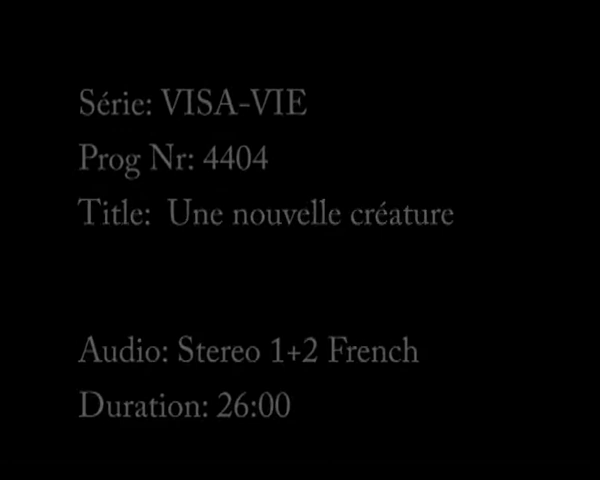 Série: VISA-VIE
Prog Nr: 4404
Title: Une nouvelle créature
Audio: Stereo 1+2 French
Duration: 26:00